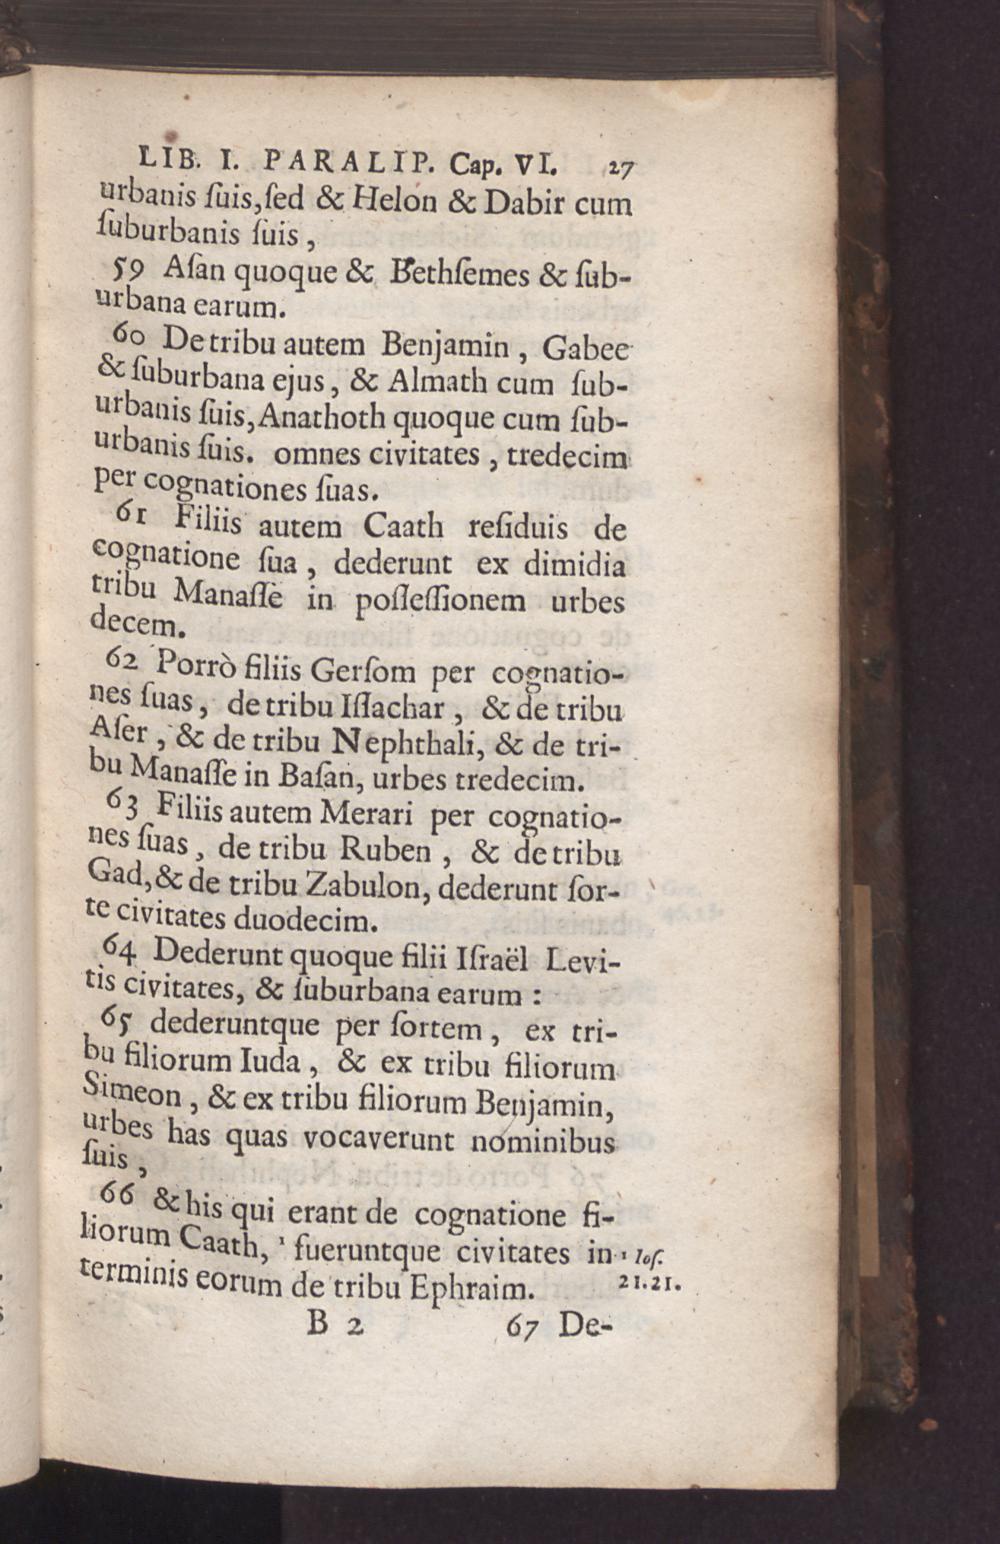 LIB. I. PARALIP. Cap. VI. 27
urbanis ſuis, ſed & Helon & Dabir cum
ſuburbanis ſuis,
59 Aſan quoque & Bethſemes & ſub-
urbana earum.
60 De tribu autem Benjamin, Gabee
& ſuburbana ejus, & Almath cum ſub-
urbanis ſuis, Anathoth quoque cum ſub-
urbanis ſuis. omnes civitates, tredecim
per cognationes ſuas.
61 Filiis autem Caath reſiduis de
cognatione ſua, dederunt ex dimidia
tribu Manaſſe in poſſeſſionem urbes
decem.
62 Porrò filiis Gerſom per cognatio-
nes ſuas, de tribu Iſſachar, & de tribu
Aſer, & de tribu Nephthali, & de tri-
bu Manaſſe in Baſan, urbes tredecim.
63 Filiis autem Merari per cognatio-
nes ſuas, de tribu Ruben, & de tribu
Gad, & de tribu Zabulon, dederunt ſor-
te civitates duodecim.
64 Dederunt quoque filii Iſraël Levi-
tis civitates, & ſuburbana earum:
65 dederuntque per ſortem, ex tri-
bu filiorum Iuda, & ex tribu filiorum
Simeon, & ex tribu filiorum Benjamin,
urbes has quas vocaverunt nominibus
ſuis,
66 & his qui erant de cognatione fi-
liorum Caath, ¹ fueruntque civitates in
terminis eorum de tribu Ephraim.
¹ Ioſ.
21.21.
B 2 67 De-